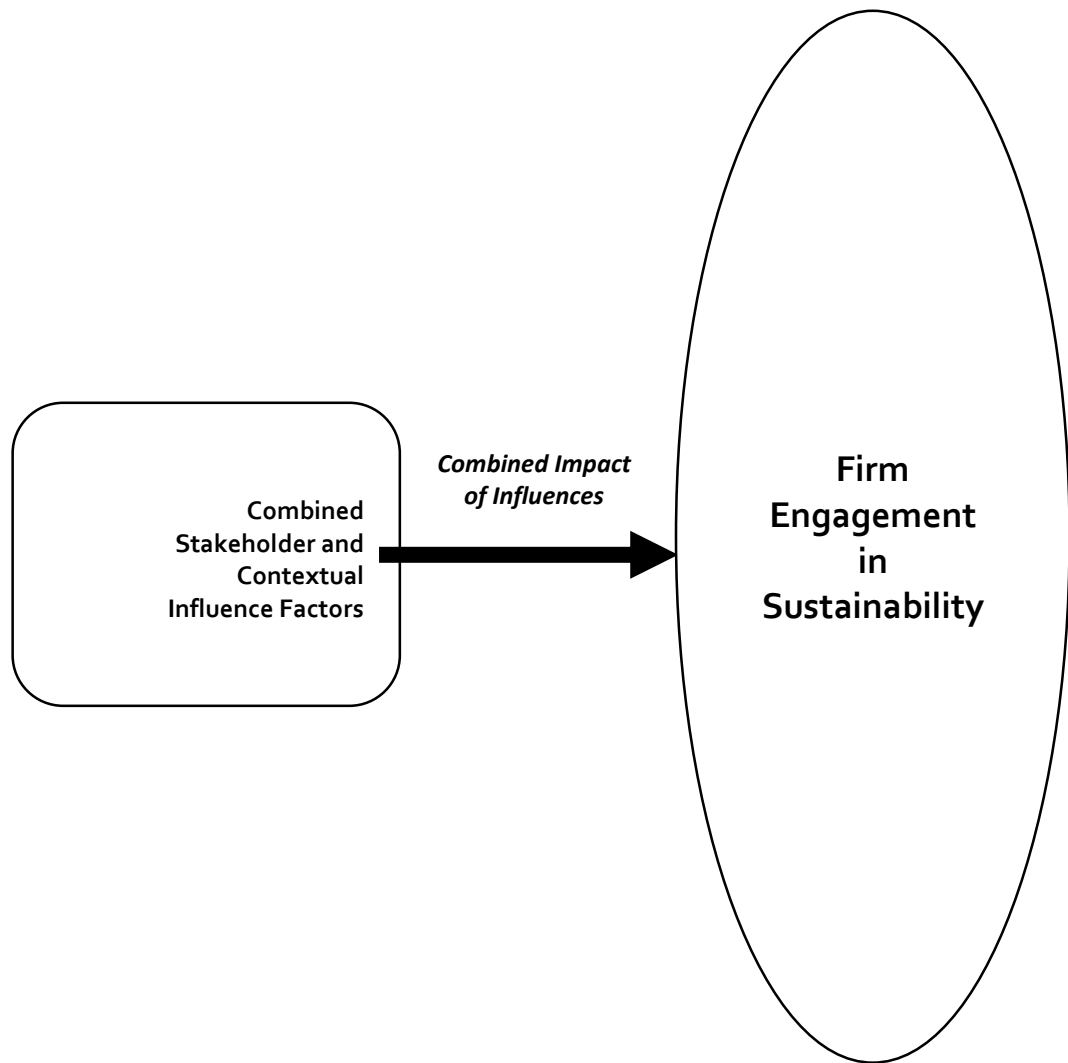 Combined
Stakeholder and
Contextual
Influence Factors
Combined Impact
of Influences
Firm
Engagement
in
Sustainability